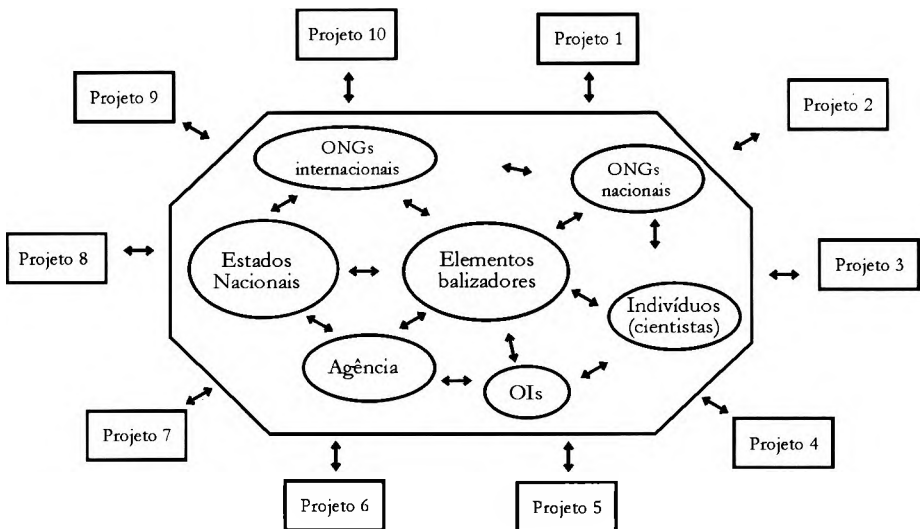 Projeto 10
Projeto 1
Projeto 9
Projeto 2
ONGs
internacionais
ONGs
nacionais
Projeto 8
Estados
Nacionais
Elementos
balizadores
Projeto 3
Indivíduos
(cientistas)
Agência
OIs
Projeto 7
Projeto 4
Projeto 6
Projeto 5